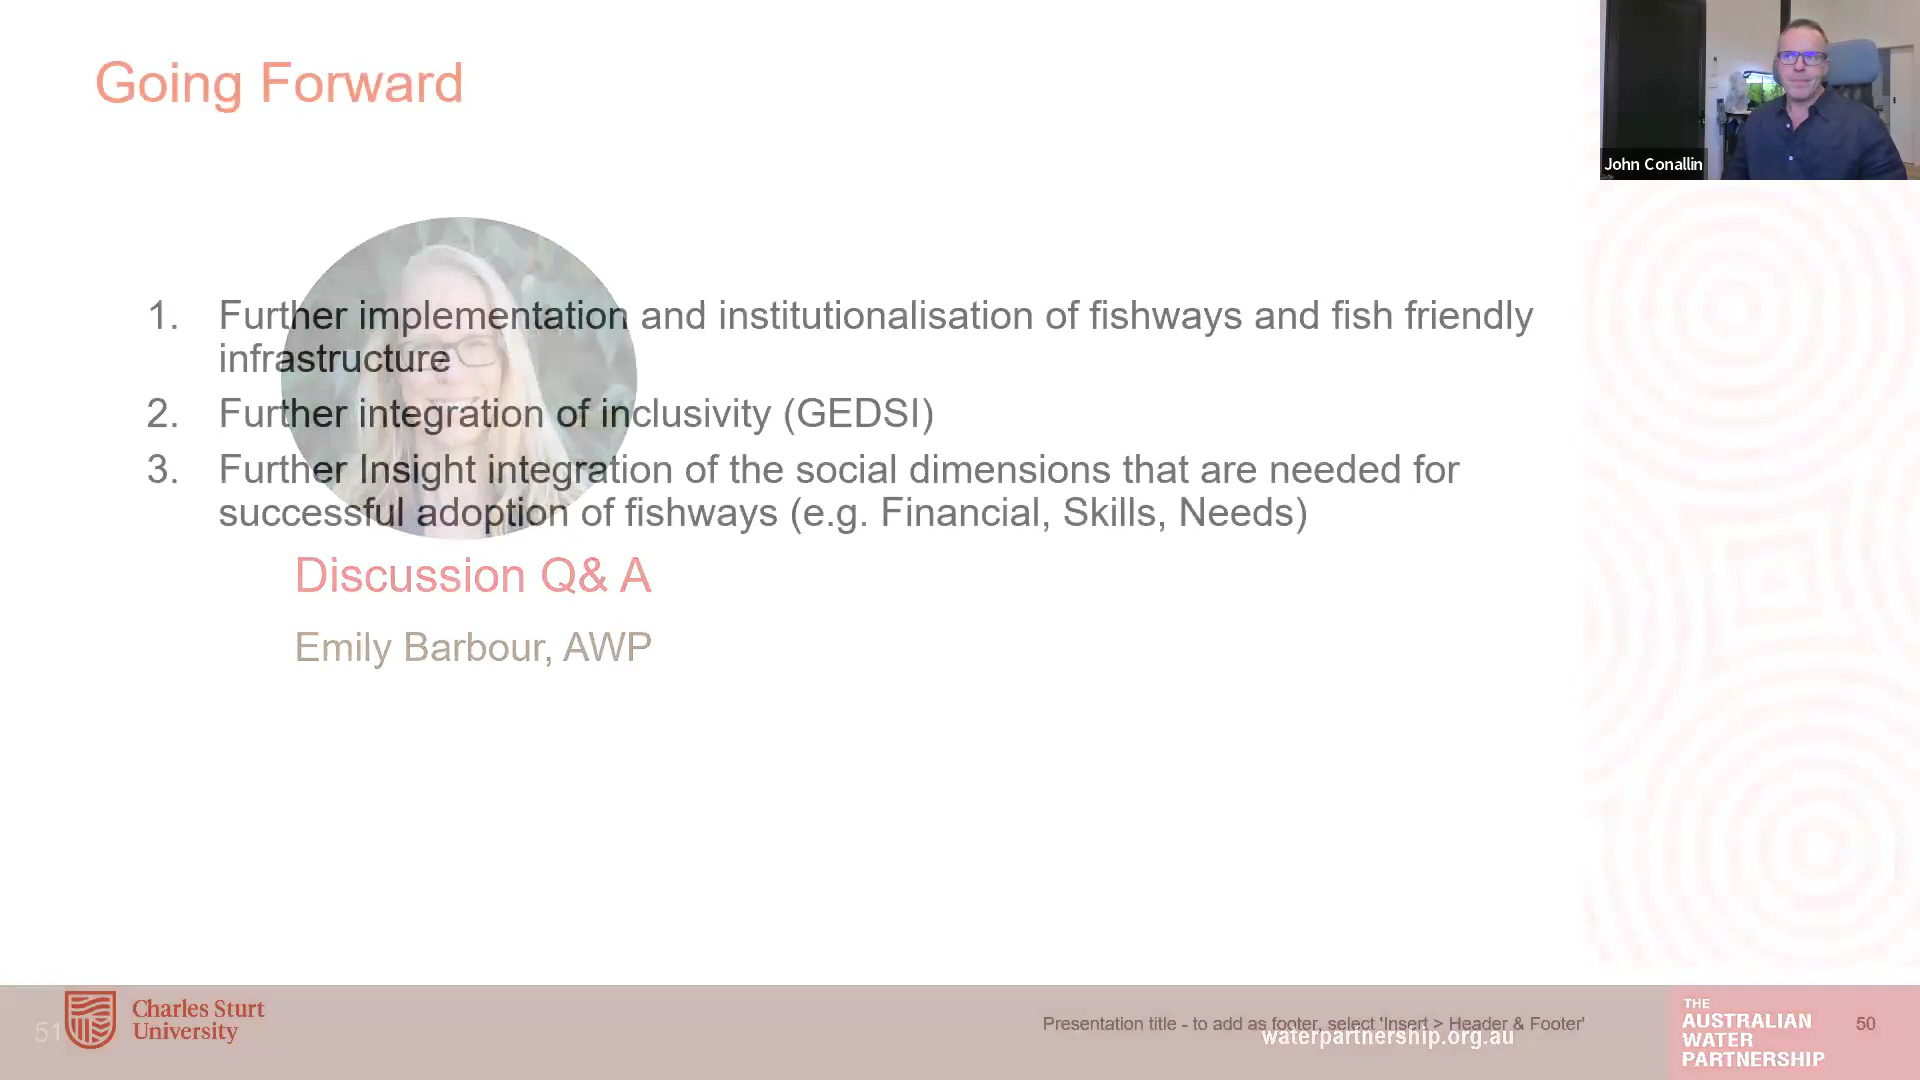 Going Forward
John Conallin
1. Further implementation and institutionalisation of fishways and fish friendly
infrastructure
2. Further integration of inclusivity (GEDSI)
3. Further Insight integration of the social dimensions that are needed for
successful adoption of fishways (e.g. Financial, Skills, Needs)
Discussion Q& A
Emily Barbour, AWP
51
Charles Sturt
University
Presentation title - to add as footer, select 'Insert > Header & Footer'
waterpartnership.org.au
THE
AUSTRALIAN
WATER
PARTNERSHIP
50